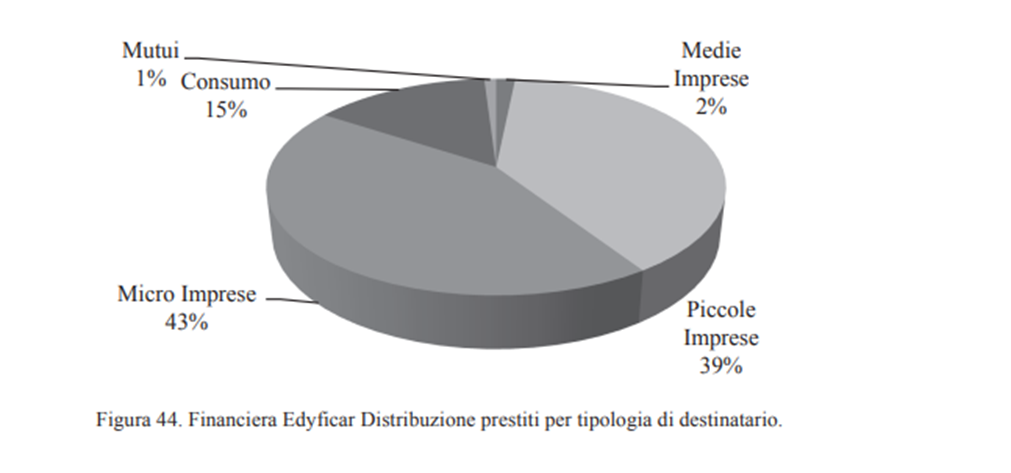 Mutui
1%
Consumo
15%
Medie
Imprese
2%
Micro Imprese
43%
Piccole
Imprese
39%
Figura 44. Financiera Edyficar Distribuzione prestiti per tipologia di destinatario.